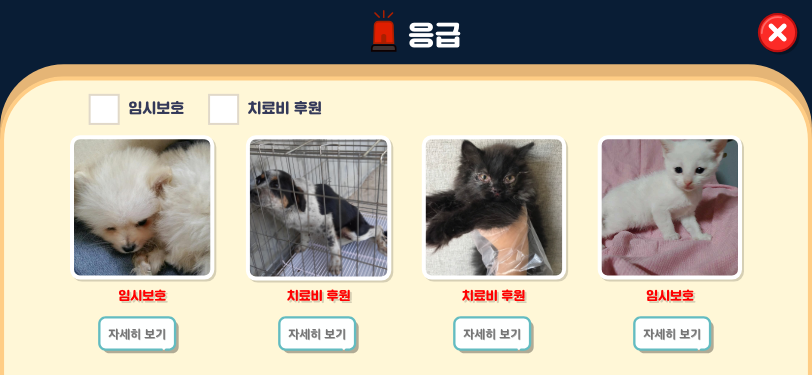 응급
임시보호 치료비 후원
임시보호 치료비 후원 치료비 후원 임시보호
자세히 보기 자세히 보기 자세히 보기 자세히 보기